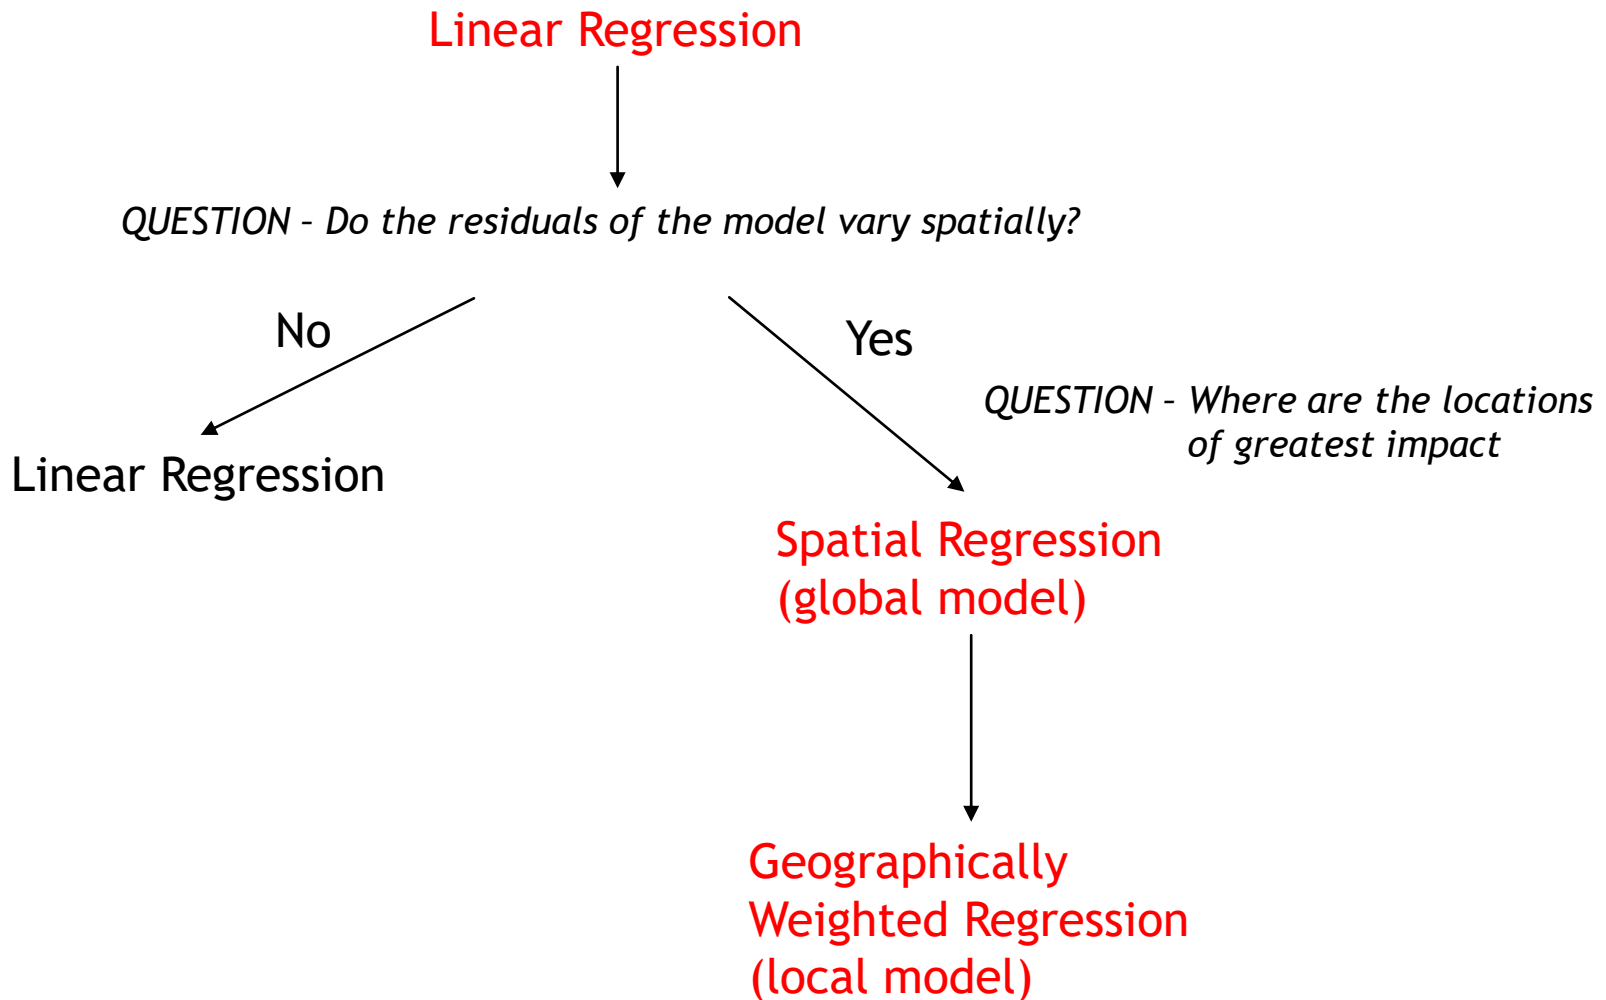 Linear Regression
QUESTION – Do the residuals of the model vary spatially?
No
Yes
QUESTION – Where are the locations
of greatest impact
Linear Regression
Spatial Regression
(global model)
Geographically
Weighted Regression
(local model)